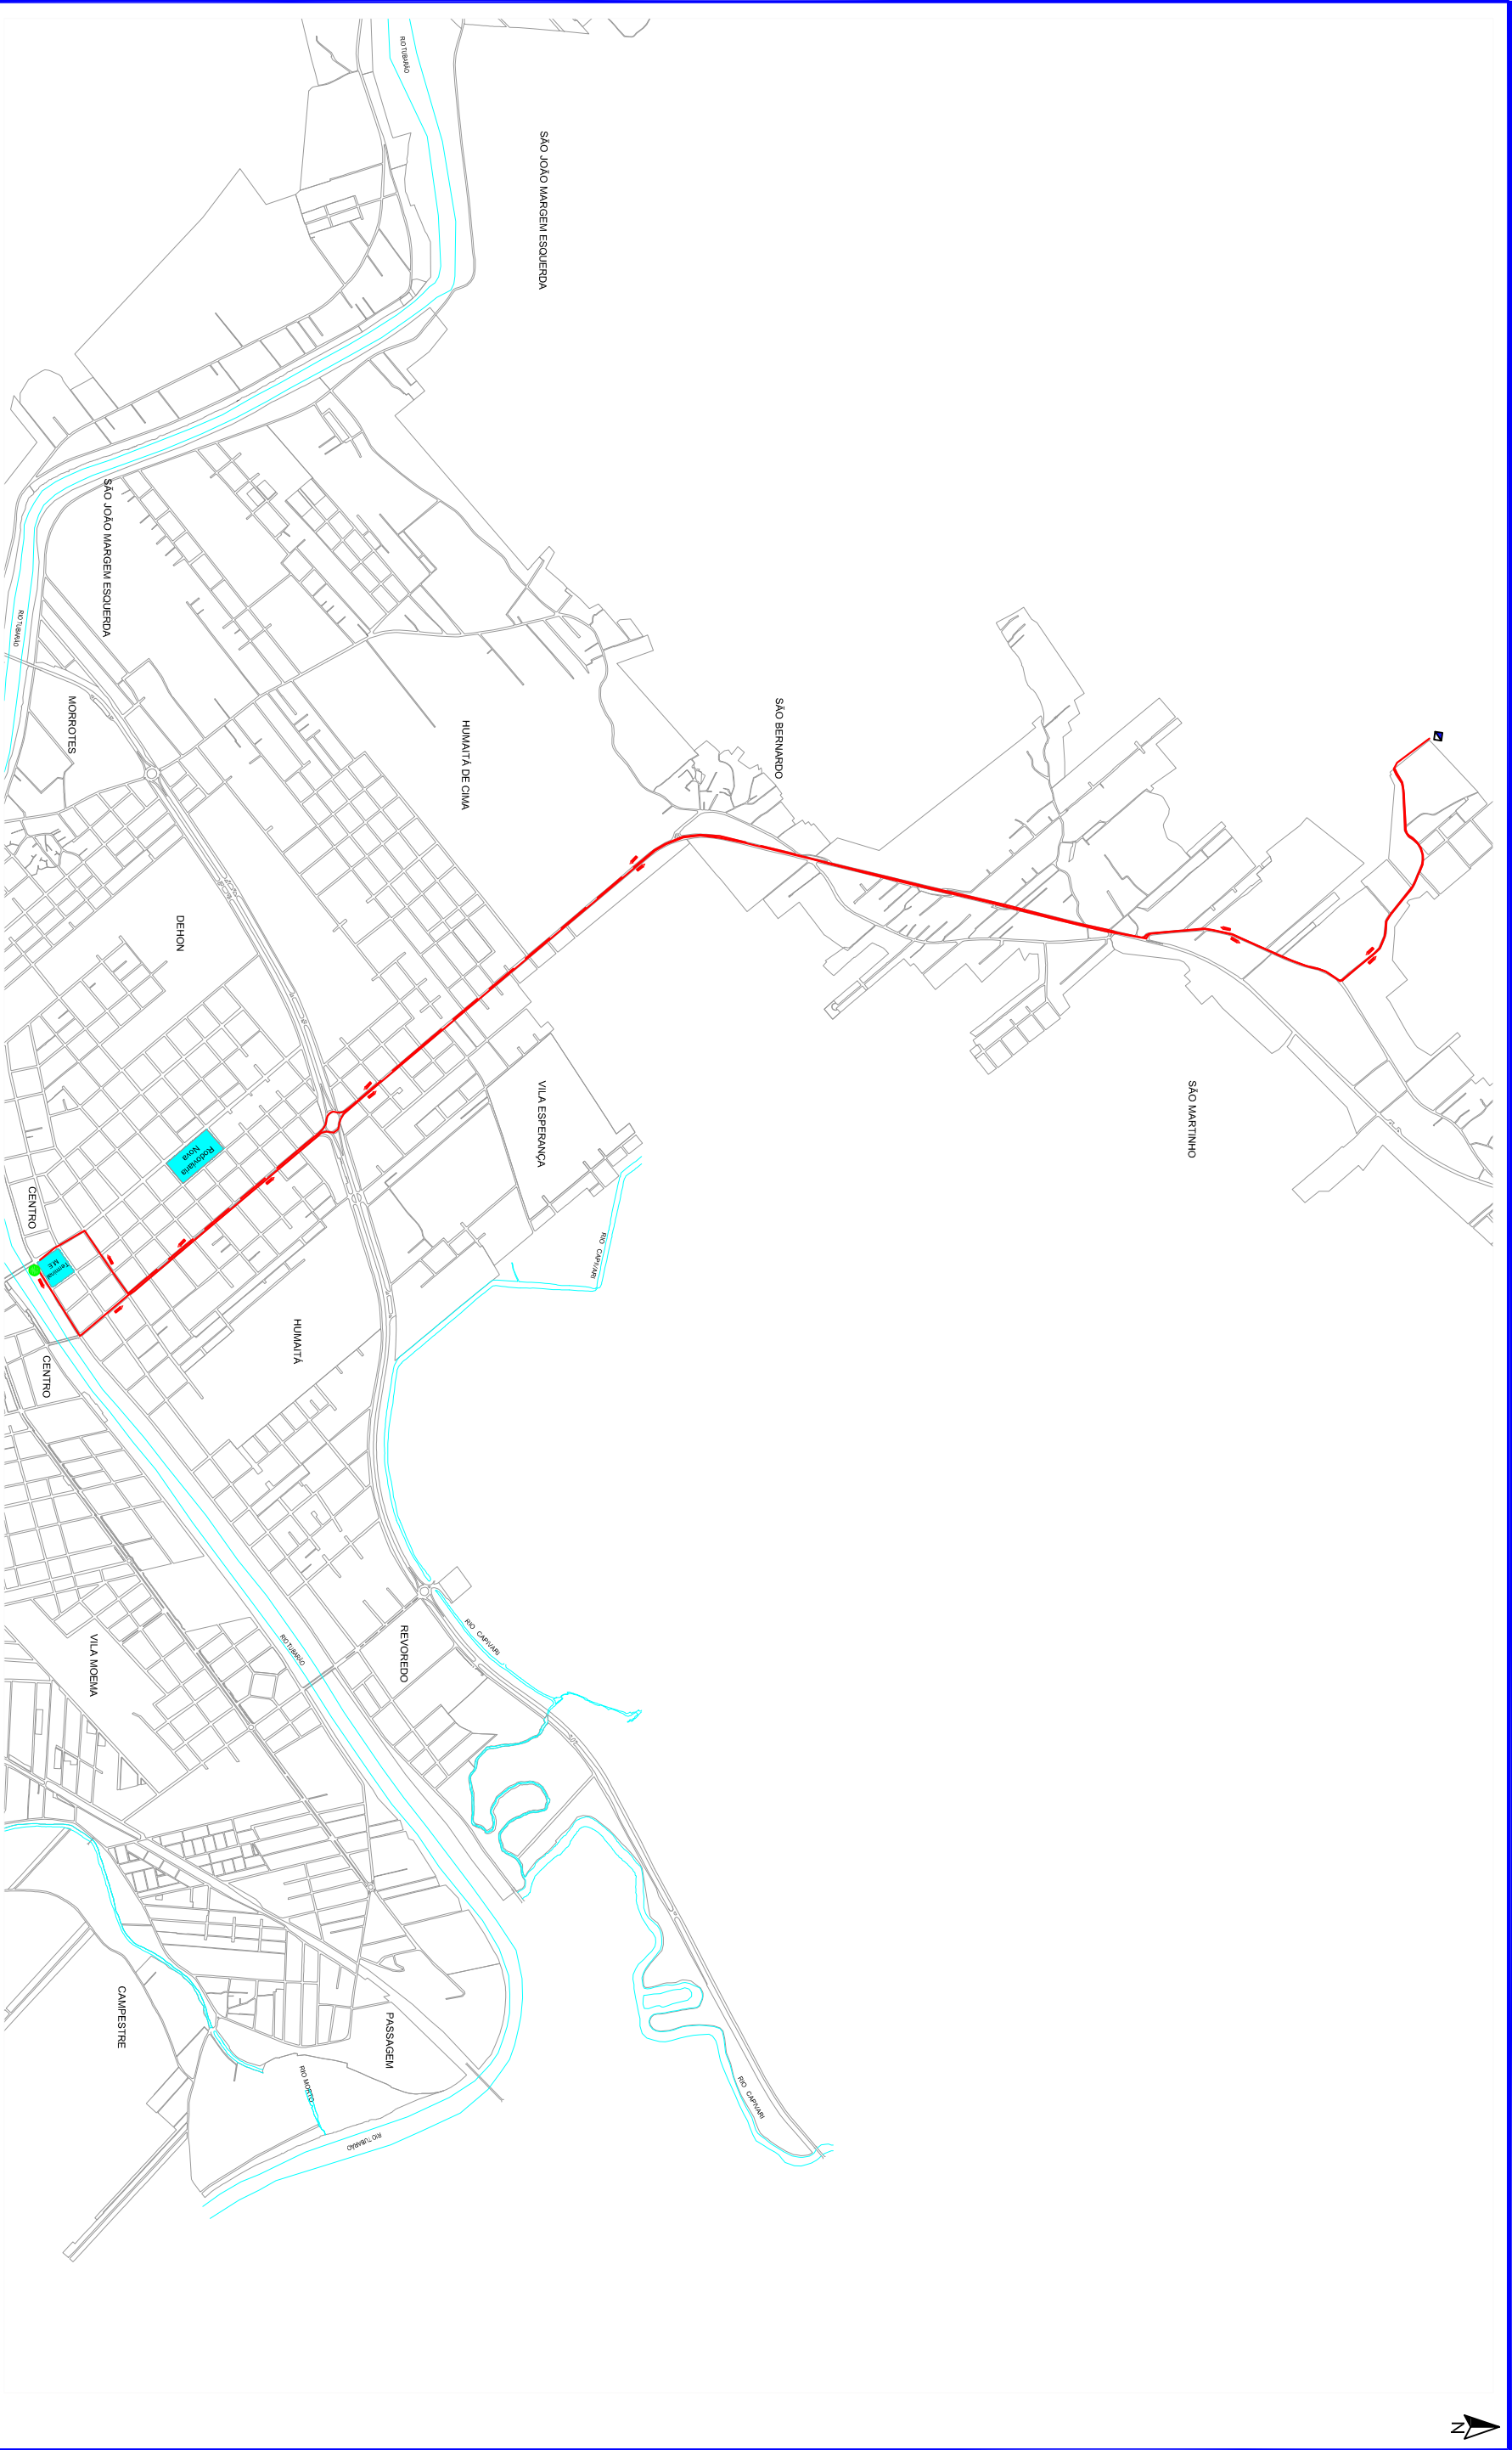 RIO TUBARÃO
SÃO JOÃO MARGEM ESQUERDA
SÃO JOÃO MARGEM ESQUERDA
RIO TUBARÃO
MORROTES
HUMAITÁ DE CIMA
SÃO BERNARDO
DEHON
VILA ESPERANÇA
SÃO MARTINHO
Rodoviaria
Nova
CENTRO
Terminal
M E
RIO CAPIVARI
HUMAITÁ
CENTRO
RIO TUBARÃO
RIO CAPIVARI
REVOREDO
VILA MOEMA
CAMPESTRE
PASSAGEM
RIO MORTO
RIO CAPIVARI
RIO TUBARÃO
N